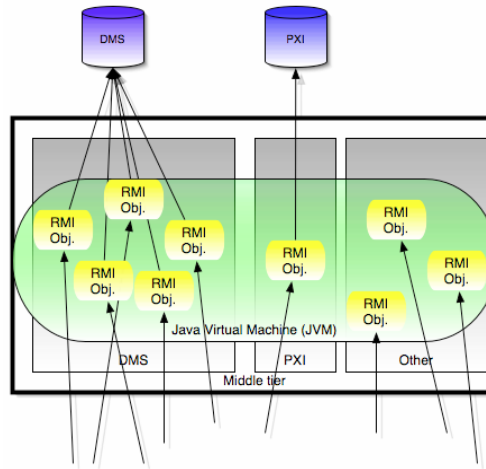 DMS
PXI
RMI
Obj.
RMI
Obj.
RMI
Obj.
RMI
Obj.
RMI
Obj.
RMI
Obj.
RMI
Obj.
RMI
Obj.
RMI
Obj.
Java Virtual Machine (JVM)
DMS
PXI
Other
Middle tier